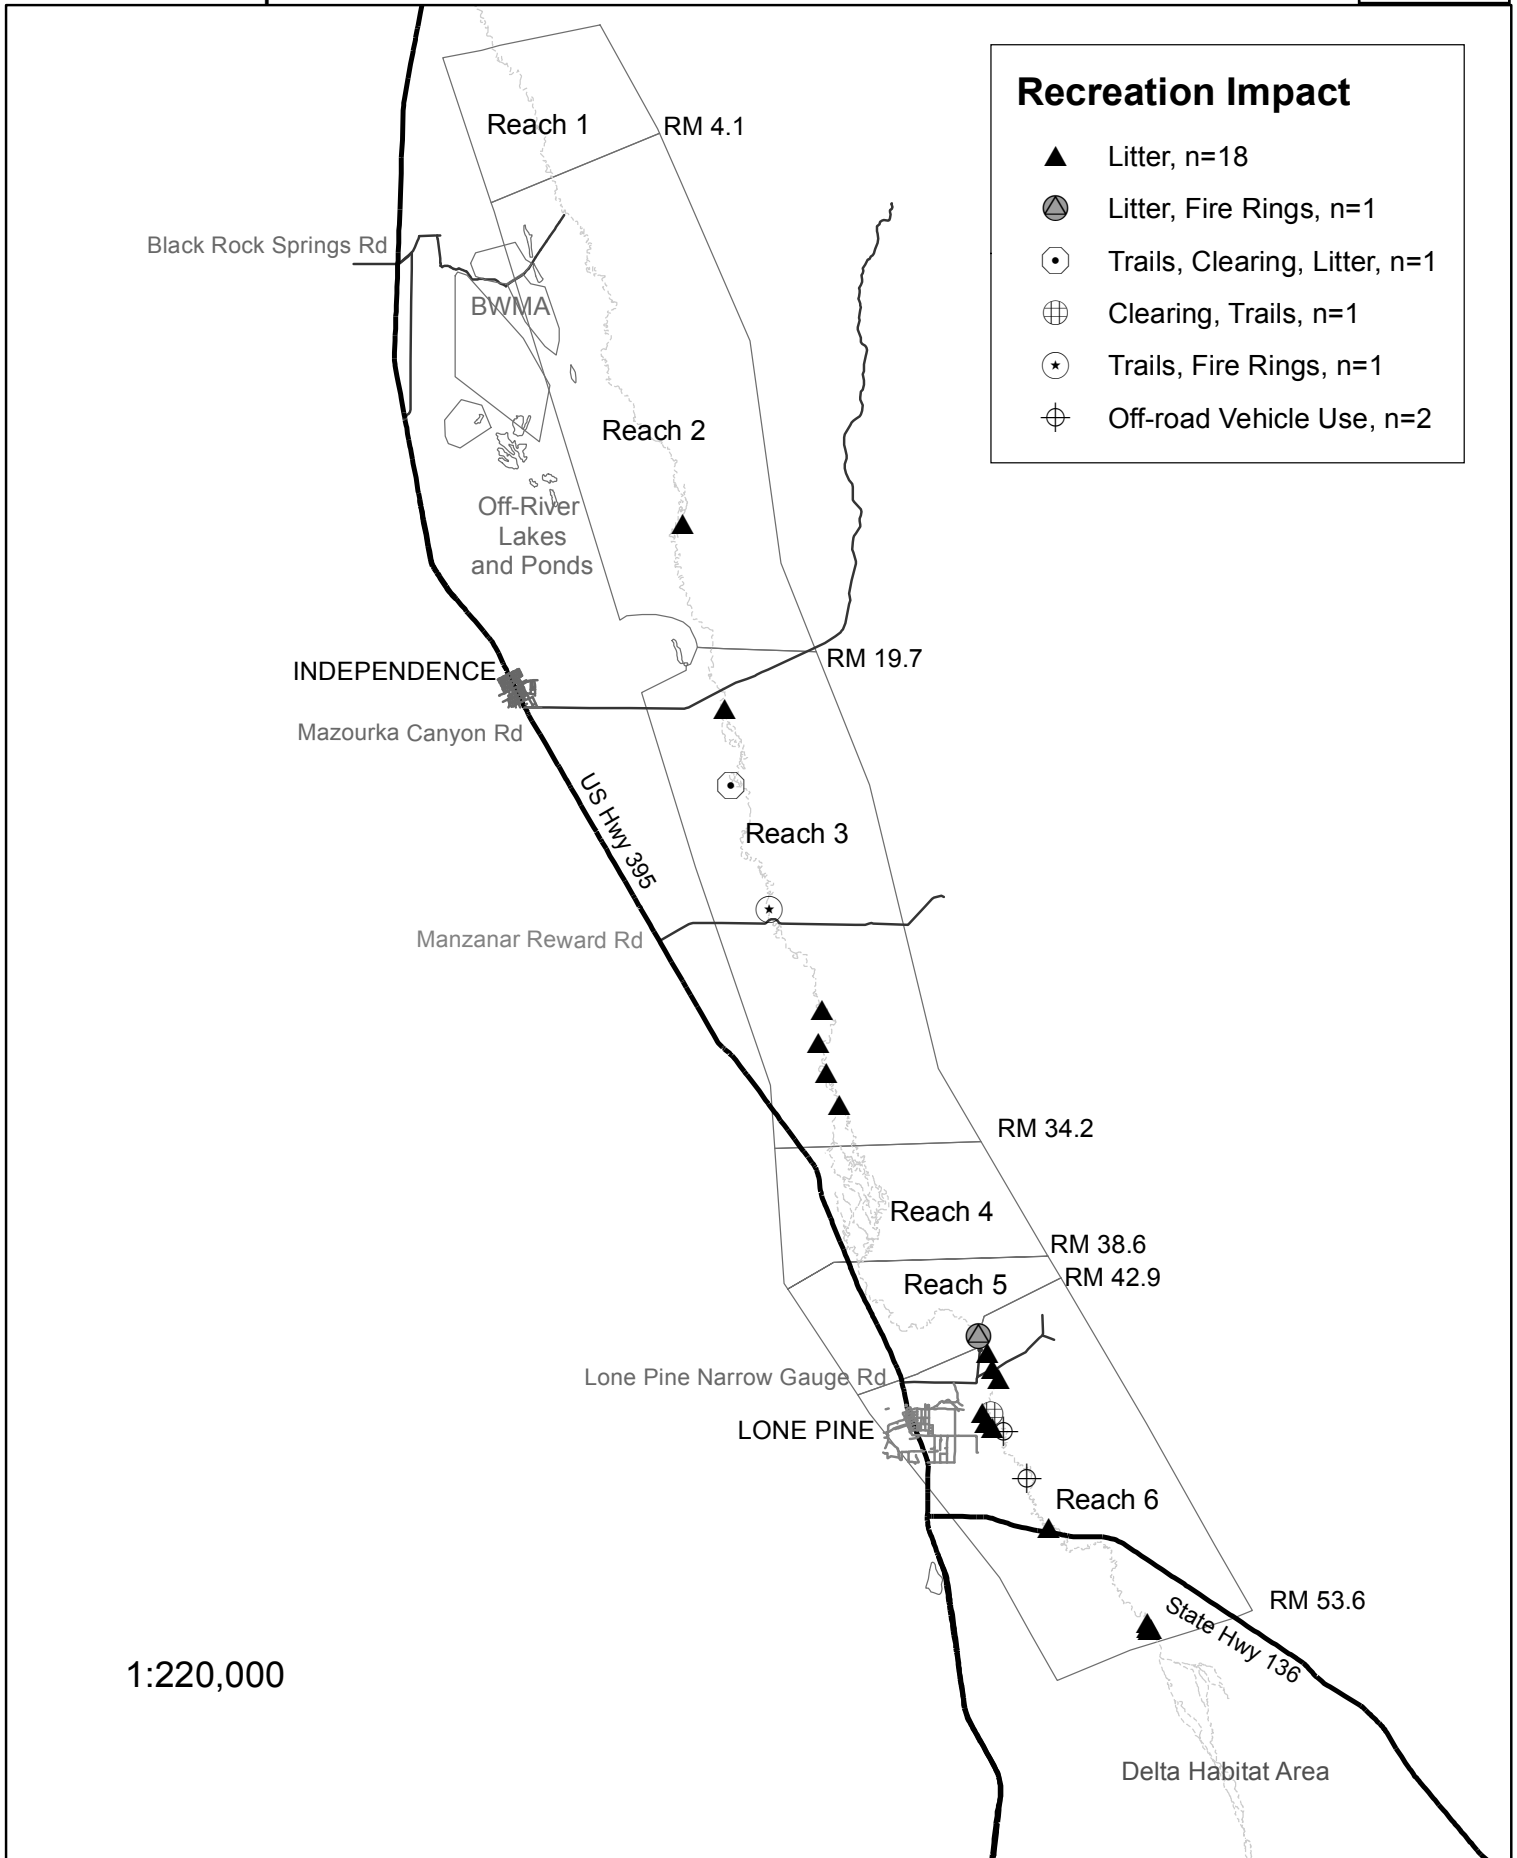 Recreation Impact
Litter, n=18
Litter, Fire Rings, n=1
Trails, Clearing, Litter, n=1
Clearing, Trails, n=1
Trails, Fire Rings, n=1
Off-road Vehicle Use, n=2
Reach 1
RM 4.1
Black Rock Springs Rd
BWMA
Reach 2
Off-River
Lakes
and Ponds
RM 19.7
INDEPENDENCE
Mazourka Canyon Rd
US Hwy 395
Reach 3
Manzanar Reward Rd
RM 34.2
Reach 4
RM 38.6
RM 42.9
Reach 5
Lone Pine Narrow Gauge Rd
LONE PINE
Reach 6
RM 53.6
State Hwy 136
1:220,000
Delta Habitat Area